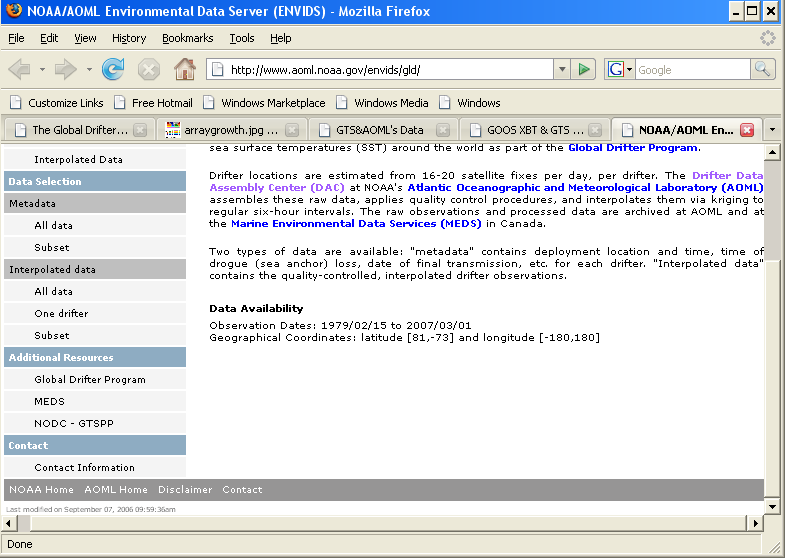 NOAA/AOML Environmental Data Server (ENVIDS) - Mozilla Firefox
File Edit View History Bookmarks Tools Help
http://www.aoml.noaa.gov/envids/gld/
G Google
Customize Links Free Hotmail Windows Marketplace Windows Media Windows
The Global Drifter... arraygrowth.jpg ... GTS&AOML's Data GOOS XBT & GTS ... NOAA/AOML En...
Interpolated Data
Data Selection
Metadata
All data
Subset
Interpolated data
All data
One drifter
Subset
Additional Resources
Global Drifter Program
MEDS
NODC - GTSPP
Contact
Contact Information
sea surface temperatures (SST) around the world as part of the Global Drifter Program.
Drifter locations are estimated from 16-20 satellite fixes per day, per drifter. The Drifter Data
Assembly Center (DAC) at NOAA's Atlantic Oceanographic and Meteorological Laboratory (AOML)
assembles these raw data, applies quality control procedures, and interpolates them via kriging to
regular six-hour intervals. The raw observations and processed data are archived at AOML and at
the Marine Environmental Data Services (MEDS) in Canada.
Two types of data are available: "metadata" contains deployment location and time, time of
drogue (sea anchor) loss, date of final transmission, etc. for each drifter. "Interpolated data"
contains the quality-controlled, interpolated drifter observations.
Data Availability
Observation Dates: 1979/02/15 to 2007/03/01
Geographical Coordinates: latitude [81,-73] and longitude [-180,180]
NOAA Home AOML Home Disclaimer Contact
Last modified on September 07, 2006 09:59:36am
Done